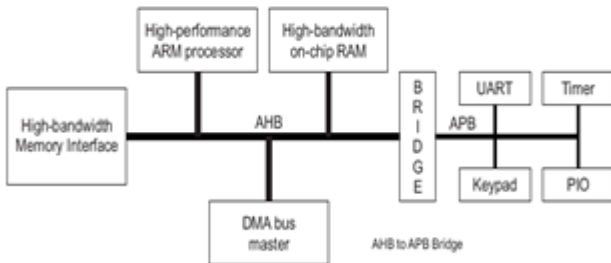 High-performance
ARM processor
High-bandwidth
on-chip RAM
High-bandwidth
Memory Interface
AHB
BRIDGE
APB
UART
Timer
Keypad
PIO
DMA bus
master
AHB to APB Bridge